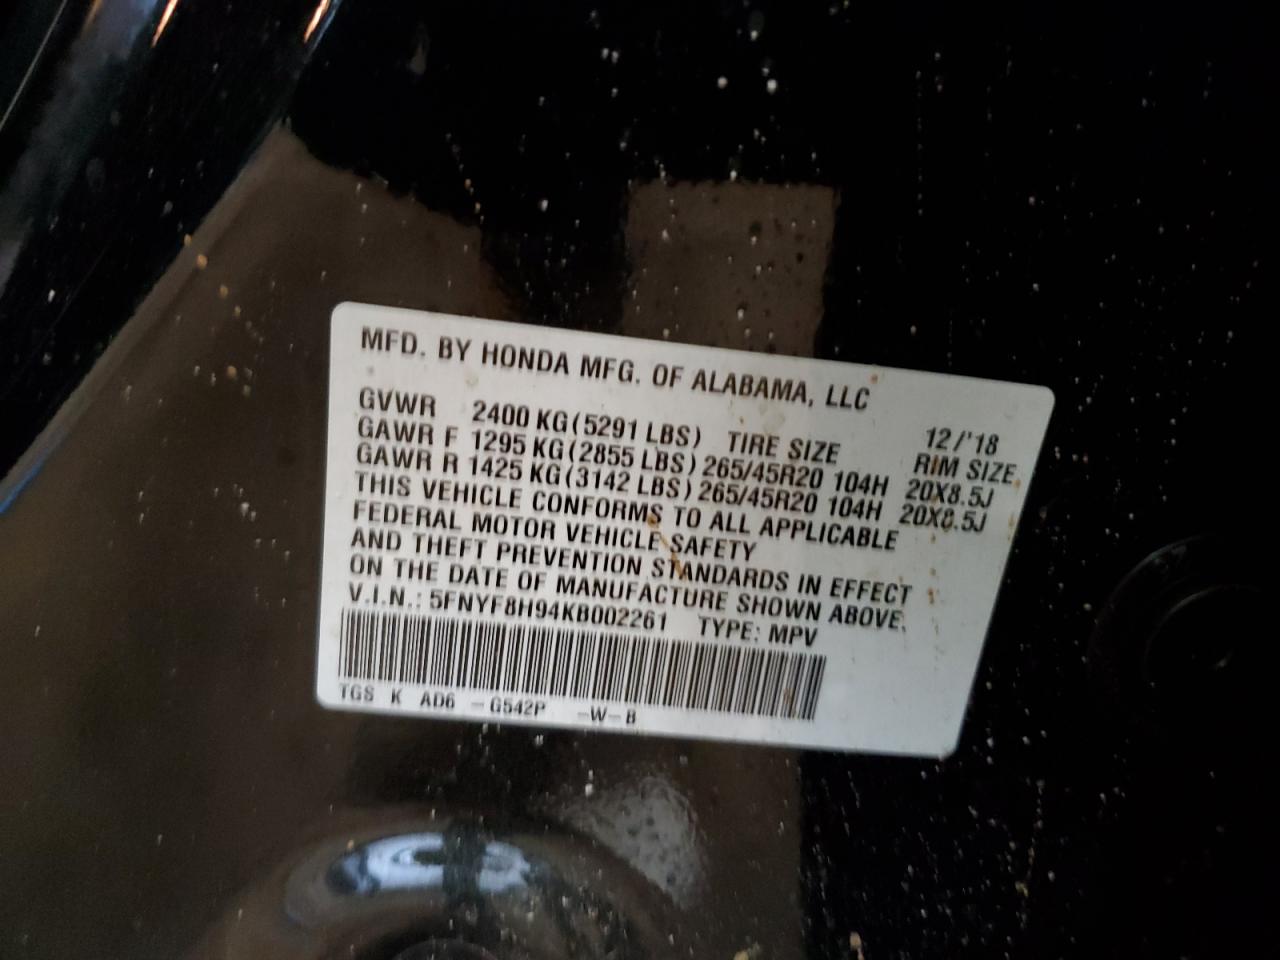 MFD. BY HONDA MFG. OF ALABAMA, LLC
12/'18
GVWR 2400 KG(5291 LBS) TIRE SIZE RIM SIZE
GAWR F 1295 KG(2855 LBS) 265/45R20 104H 20X8.5J
GAWR R 1425 KG(3142 LBS) 265/45R20 104H 20X8.5J
THIS VEHICLE CONFORMS TO ALL APPLICABLE
FEDERAL MOTOR VEHICLE SAFETY
AND THEFT PREVENTION STANDARDS IN EFFECT
ON THE DATE OF MANUFACTURE SHOWN ABOVE.
V.I.N.: 5FNYF8H94KB002261 TYPE: MPV
TGS K AD6 -G542P -W-B